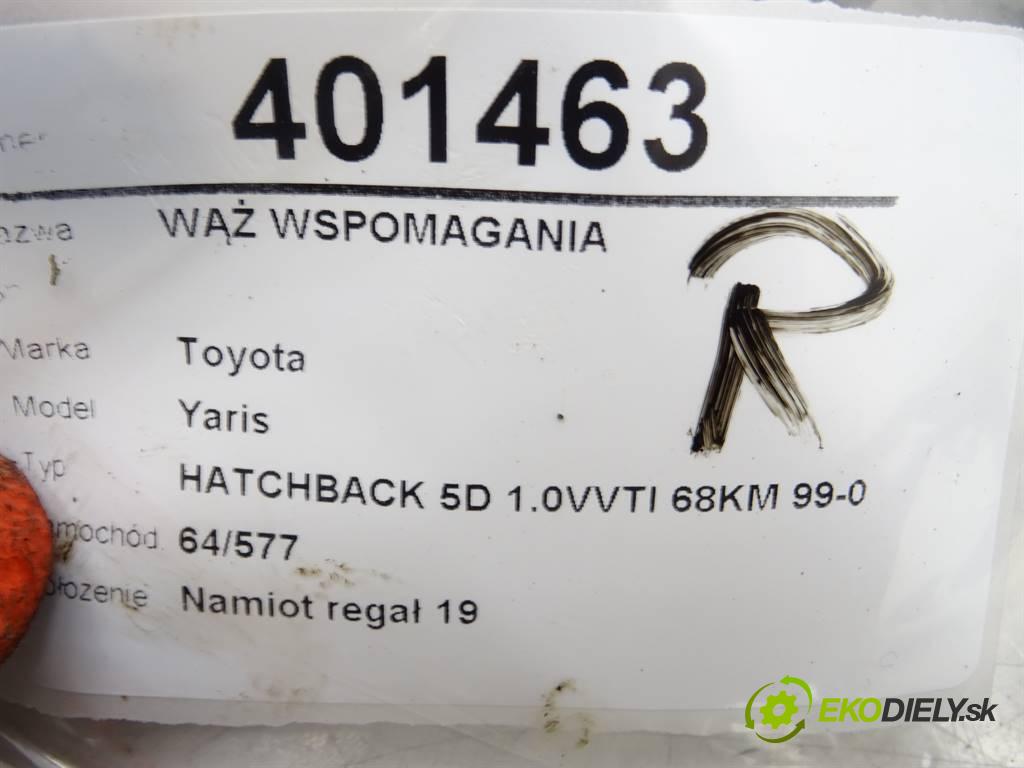 401463
WĄŻ WSPOMAGANIA
R
Marka Toyota
Model Yaris
Typ HATCHBACK 5D 1.0VVTI 68KM 99-0
64/577
Namiot regał 19
EKODIELY.sk